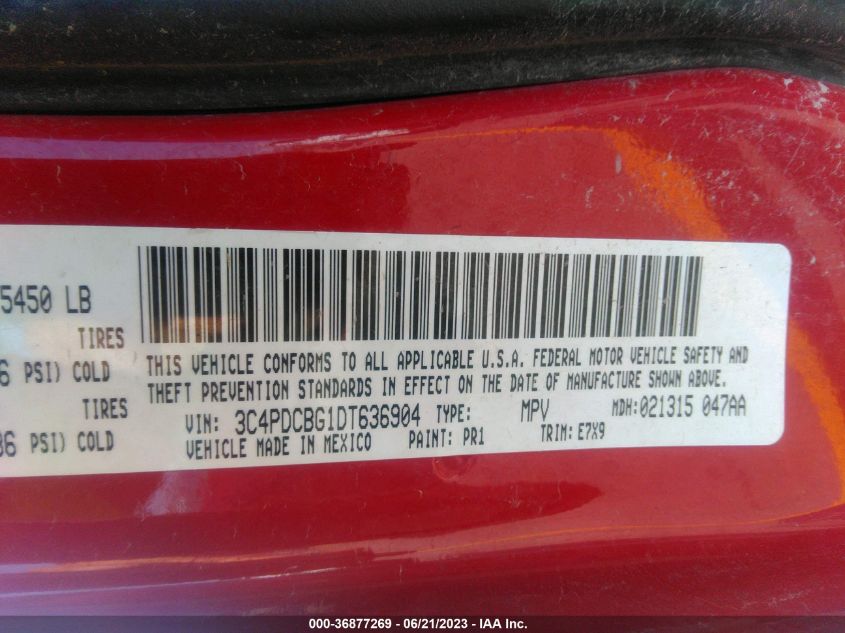 5450 LB
TIRES
6 PSI) COLD
TIRES
36 PSI) COLD
THIS VEHICLE CONFORMS TO ALL APPLICABLE U.S.A. FEDERAL MOTOR VEHICLE SAFETY AND
THEFT PREVENTION STANDARDS IN EFFECT ON THE DATE OF MANUFACTURE SHOWN ABOVE.
VIN: 3C4PDCBG1DT636904 TYPE: MPV MDH:021315 047AA
VEHICLE MADE IN MEXICO PAINT: PR1 TRIM: E7X9
000-36877269 - 06/21/2023 - IAA Inc.